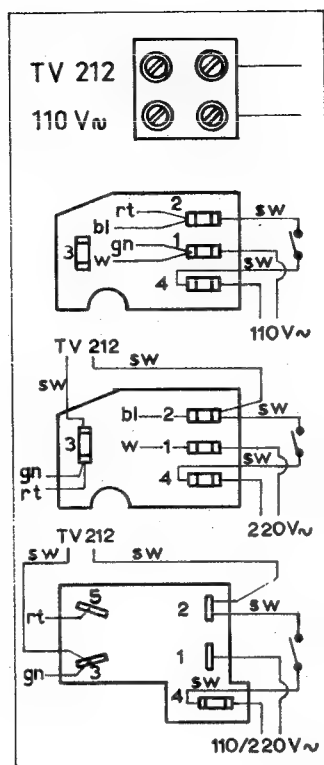 TV 212
110 V~
rt 2 sw
bl
gn 1
3 w sw
4
110V~
TV 212
sw sw
bl 2 sw
3 w 1
gn 4 sw
rt
220V~
TV 212
sw sw
5 2 sw
rt
1
gn 3 sw
4
110/220V~